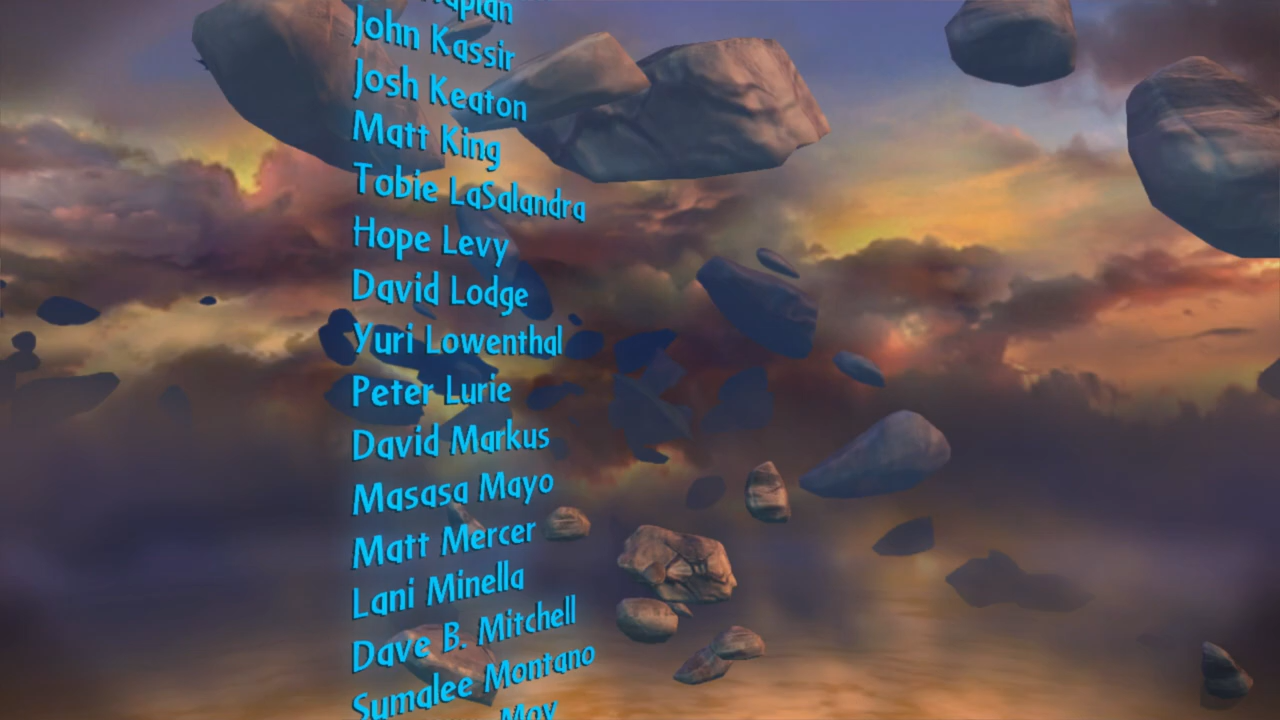 John Kassir
Josh Keaton
Matt King
Tobie LaSalandra
Hope Levy
David Lodge
Yuri Lowenthal
Peter Lurie
David Markus
Masasa Mayo
Matt Mercer
Lani Minella
Dave B. Mitchell
Sumalee Montano
Moy